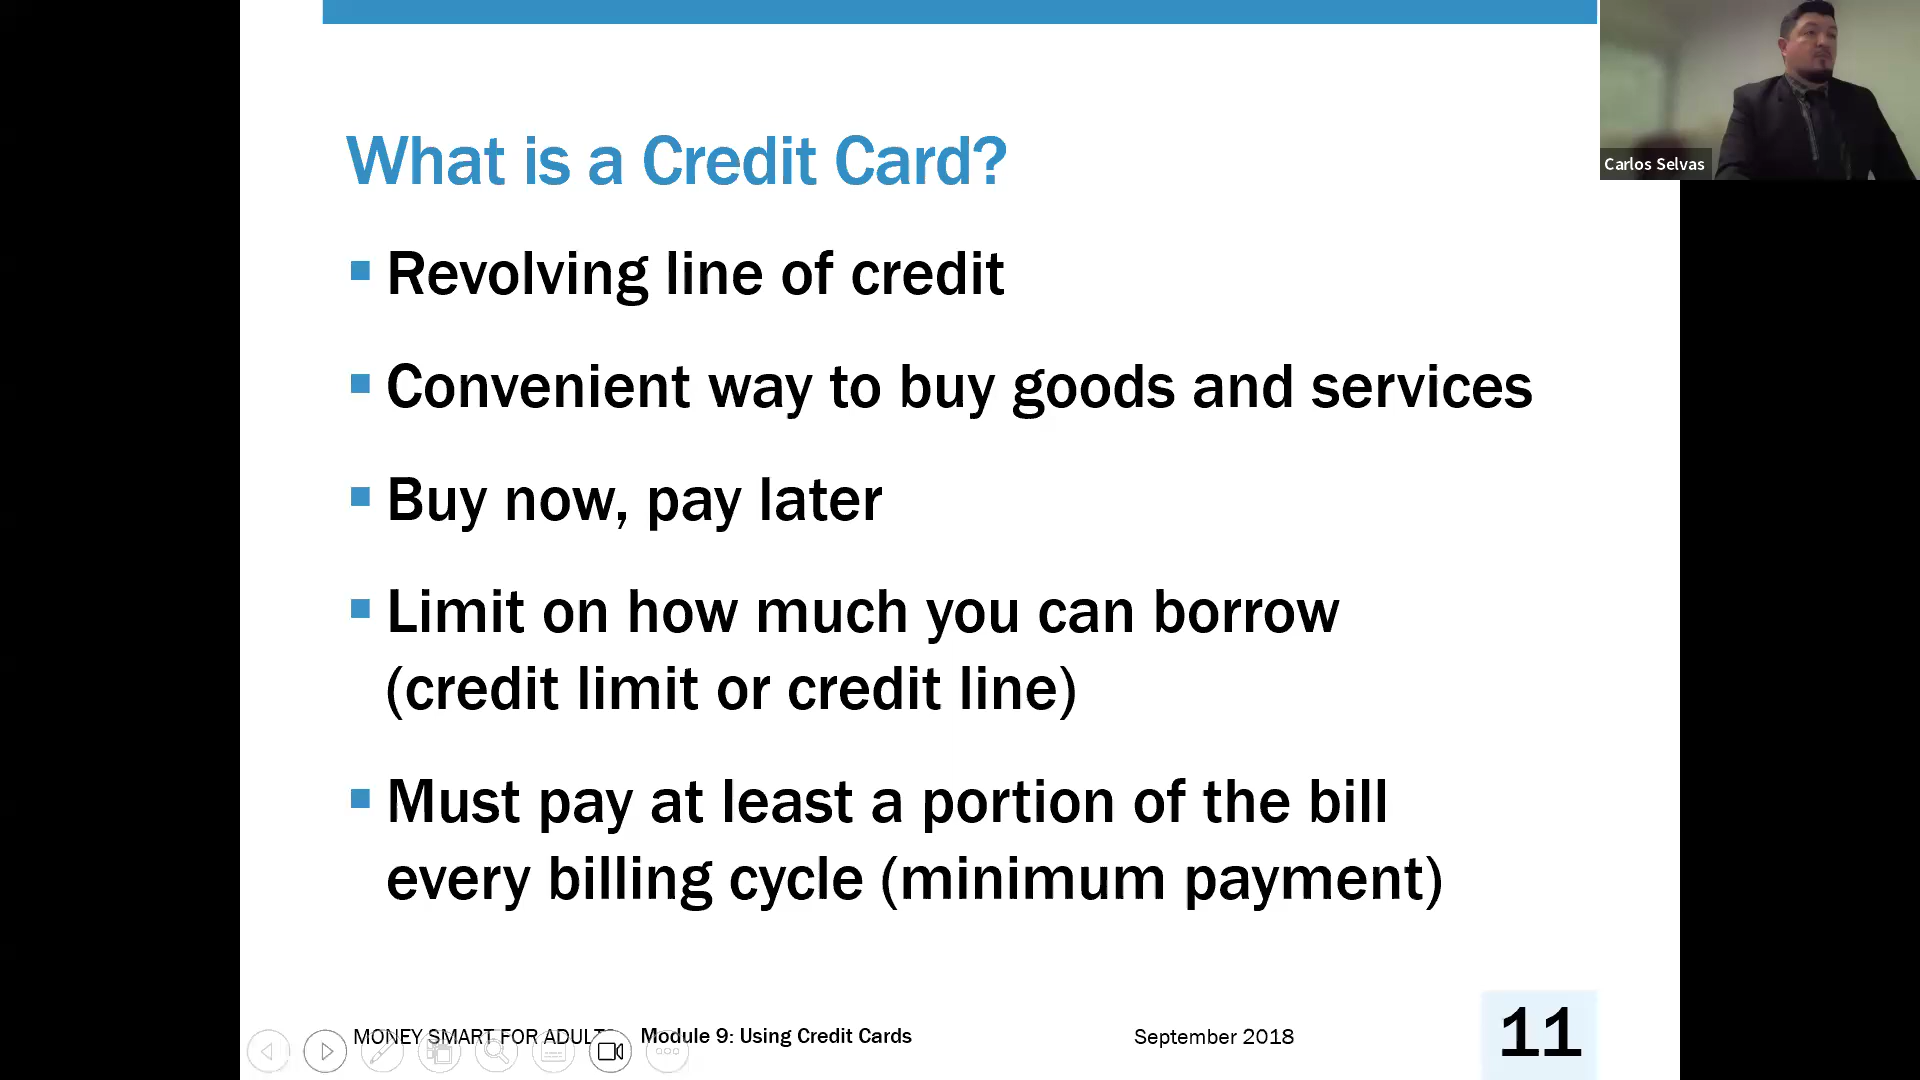 What is a Credit Card?
Revolving line of credit
Convenient way to buy goods and services
Buy now, pay later
Limit on how much you can borrow
(credit limit or credit line)
Must pay at least a portion of the bill
every billing cycle (minimum payment)
MONEY SMART FOR ADULTS Module 9: Using Credit Cards September 2018 11
Carlos Selvas